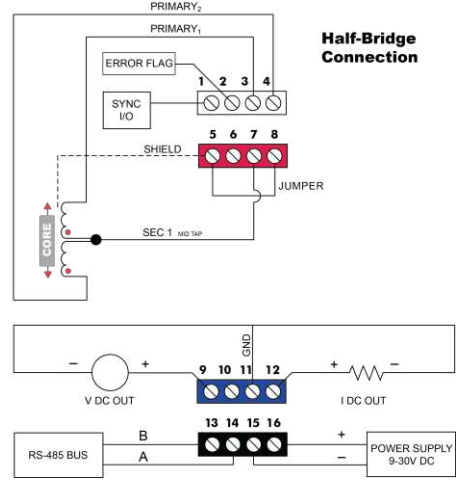 PRIMARY2
PRIMARY1
Half-Bridge
Connection
ERROR FLAG
1 2 3 4
SYNC
I/O
5 6 7 8
SHIELD
JUMPER
CORE
SEC 1 MID TAP
GND
9 10 11 12
– +
+ –
V DC OUT
I DC OUT
13 14 15 16
B
+
RS-485 BUS
A
–
POWER SUPPLY
9-30V DC